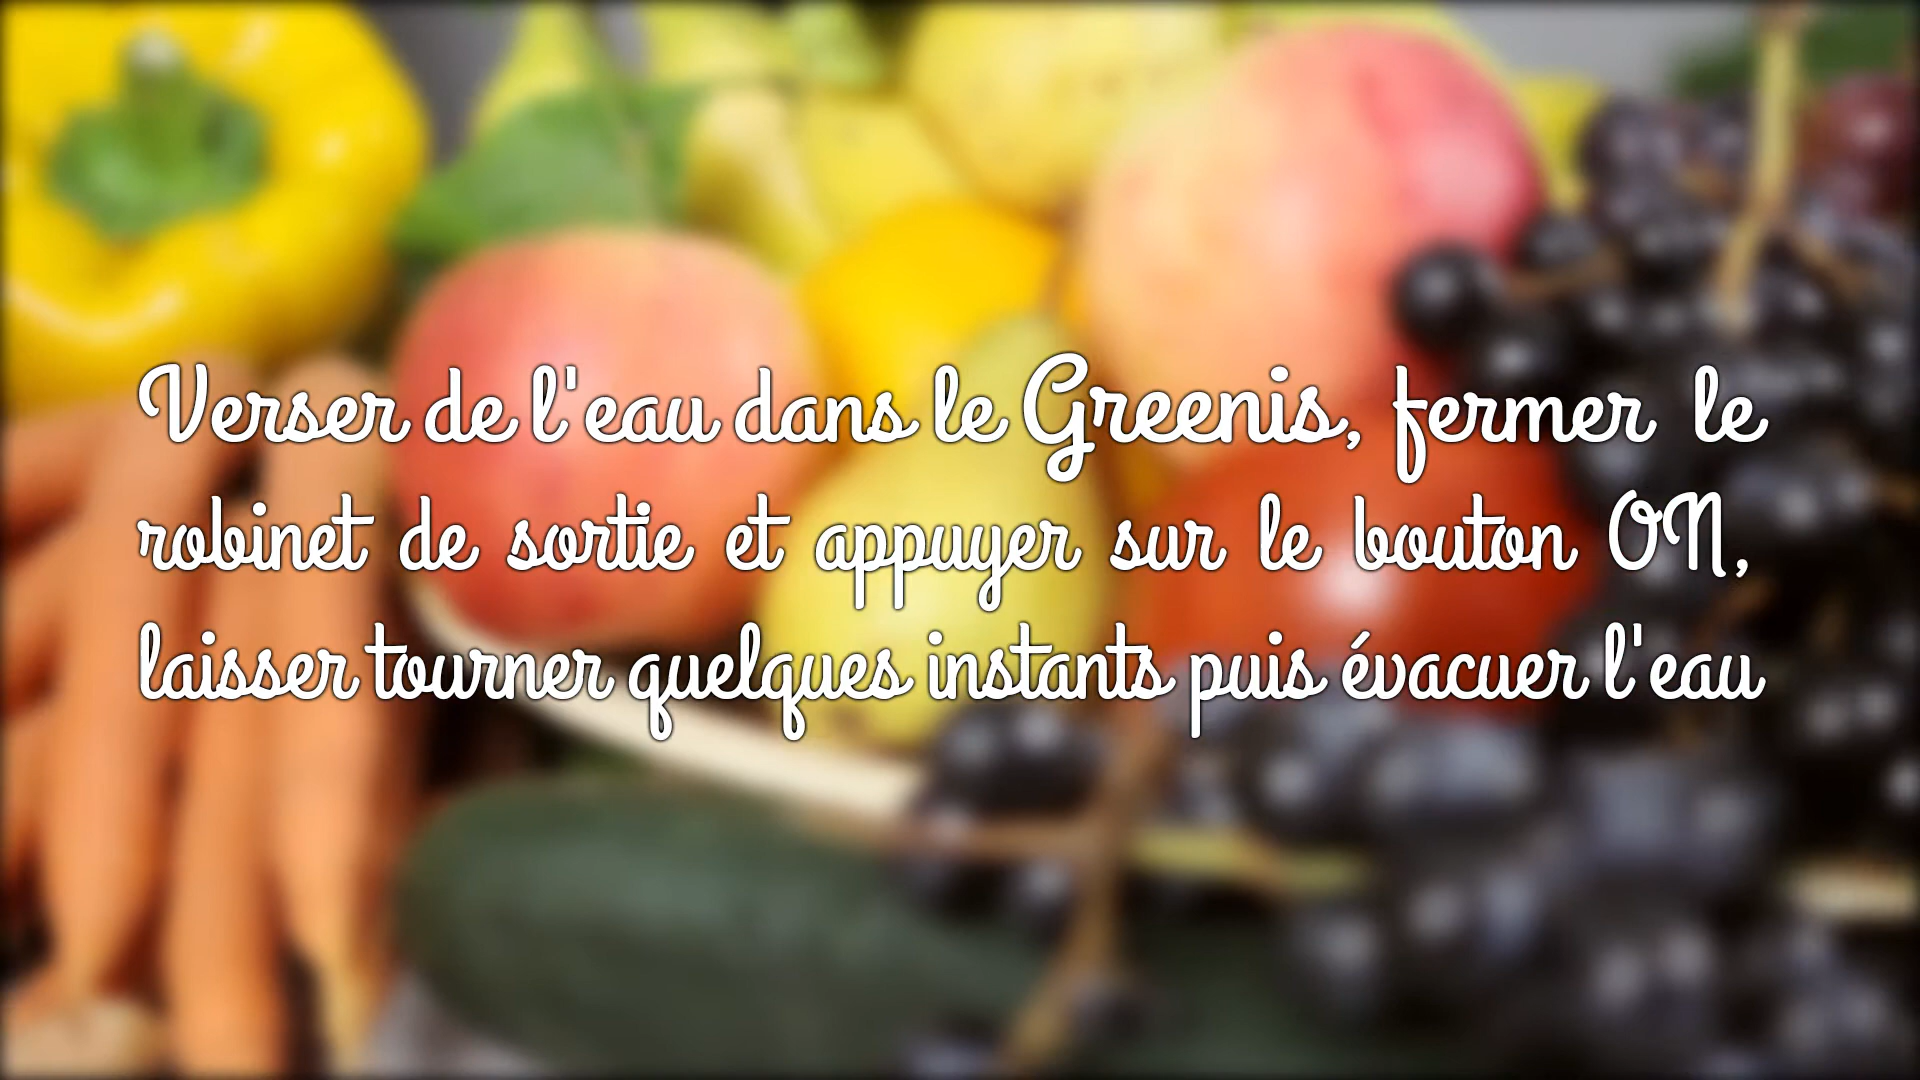 Verser de l'eau dans le Greenis, fermer le
robinet de sortie et appuyer sur le bouton ON,
laisser tourner quelques instants puis évacuer l'eau